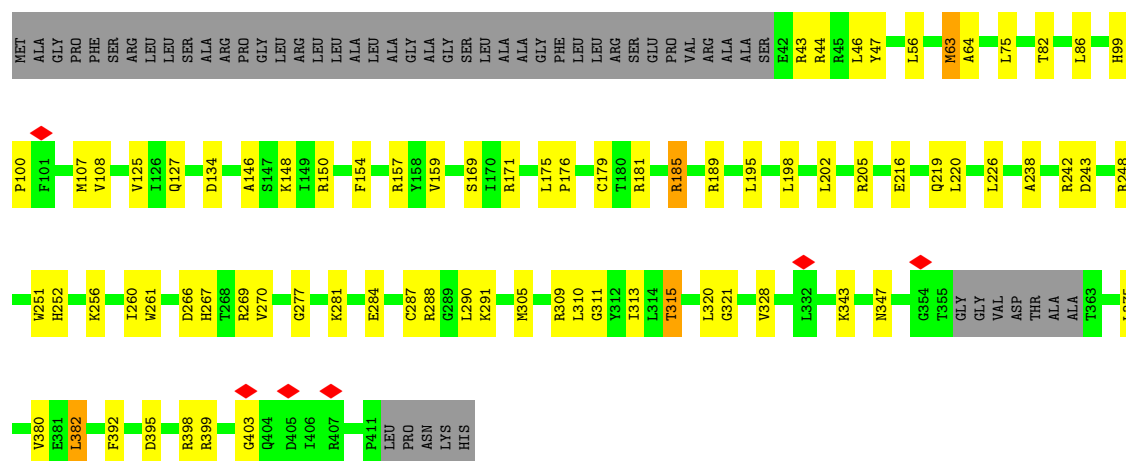 MET ALA GLY PRO PHE SER ARG LEU LEU SER ALA ARG PRO GLY LEU ARG LEU LEU ALA LEU ALA GLY ALA GLY SER LEU ALA ALA GLY PHE LEU LEU ARG SER GLU PRO VAL ARG ALA ALA SER E42 R43 R44 R45 L46 Y47 L56 M63 A64 L75 T82 L86 H99
P100 F101 M107 V108 V125 I126 Q127 D134 A146 S147 K148 I149 R150 F154 R157 Y158 V159 S169 I170 R171 L175 P176 C179 T180 R181 R185 R189 L195 L198 L202 R205 E216 Q219 L220 L226 A238 R242 D243 R248
W251 H252 K256 I260 W261 D266 H267 T268 R269 V270 G277 K281 E284 C287 R288 G289 L290 K291 M305 R309 L310 G311 Y312 I313 L314 T315 L320 G321 V328 L332 K343 N347 G354 T355 GLY GLY VAL ASP THR ALA ALA T363
V380 E381 L382 F392 D395 R398 R399 G403 Q404 D405 I406 R407 P411 LEU PRO ASN LYS HIS